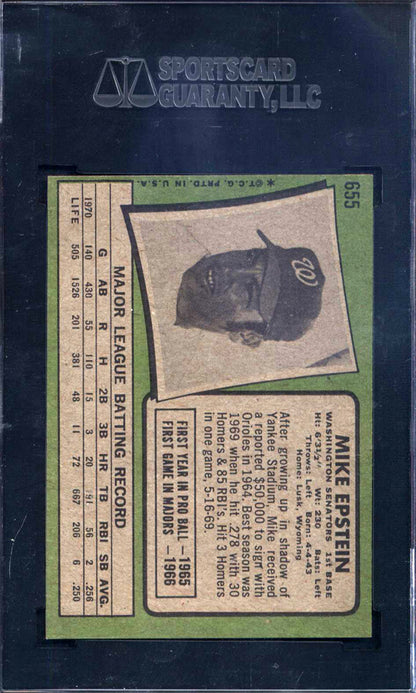 SPORTSCARD
GUARANTY, LLC
655
MIKE EPSTEIN
WASHINGTON SENATORS 1st BASE
Ht: 6'3½" Wt: 230 Bats: Left
Throws: Left Born: 4-4-43
Home: Lusk, Wyoming
After growing up in shadow of
Yankee Stadium, Mike received
a reported $50,000 to sign with
Orioles in 1964. Best season was
1969 when he hit .278 with 30
Homers & 85 RBI's. Hit 3 Homers
in one game, 5-16-69.
FIRST YEAR IN PRO BALL — 1965
FIRST GAME IN MAJORS — 1966
W
*©T.C.G. PRTD. IN U.S.A.
MAJOR LEAGUE BATTING RECORD
G AB R H 2B 3B HR TB RBI SB AVG.
1970 140 430 55 110 15 3 20 191 56 2 .256
LIFE 505 1526 201 381 48 11 72 667 206 6 .250